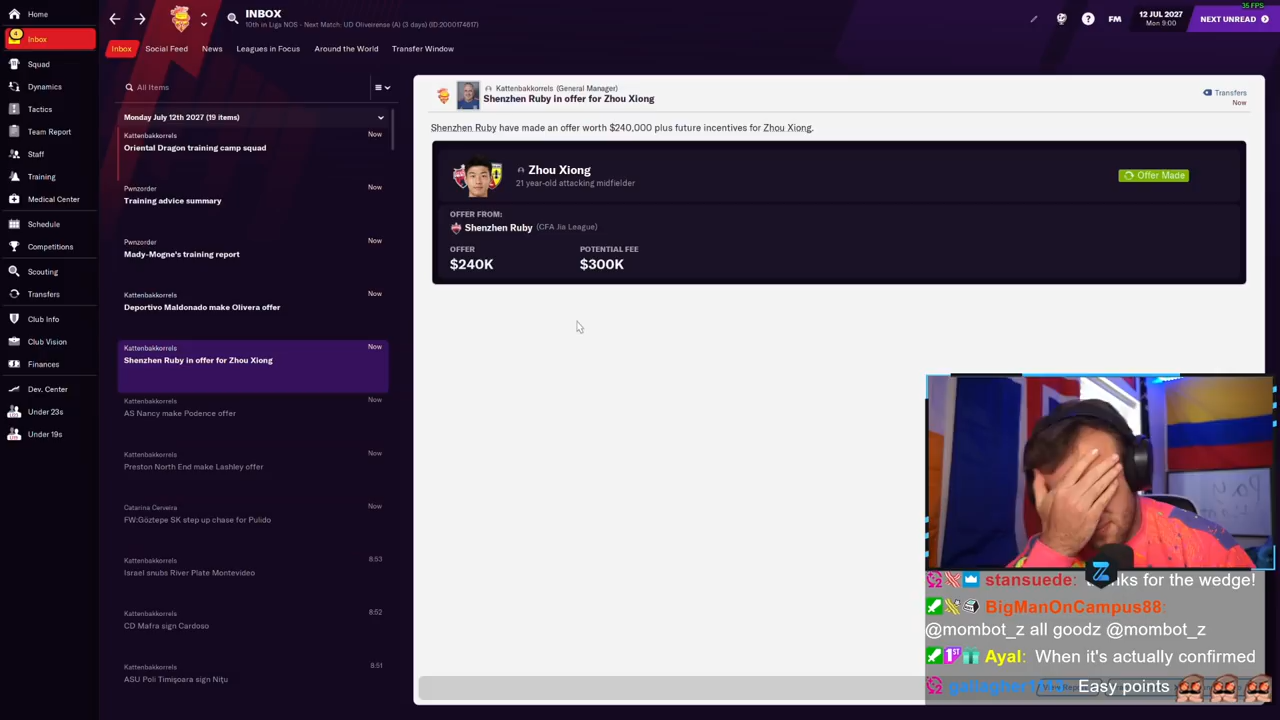 36 FPS
Home
4
Inbox
Squad
Dynamics
Tactics
Team Report
Staff
Training
Medical Center
Schedule
Competitions
Scouting
Transfers
Club Info
Club Vision
Finances
Dev. Center
Under 23s
Under 19s
INBOX
10th in Liga NOS - Next Match: UD Oliveirense (A) (3 days) (ID:2000174617)
FM
12 JUL 2027
Mon 9:00
NEXT UNREAD
Inbox
Social Feed
News
Leagues in Focus
Around the World
Transfer Window
All Items
Monday July 12th 2027 (19 items)
Kattenbakkorrels
Now
Oriental Dragon training camp squad
Pwnzorder
Now
Training advice summary
Pwnzorder
Now
Mady-Mogne's training report
Kattenbakkorrels
Now
Deportivo Maldonado make Olivera offer
Kattenbakkorrels
Now
Shenzhen Ruby in offer for Zhou Xiong
Kattenbakkorrels
Now
AS Nancy make Podence offer
Kattenbakkorrels
Now
Preston North End make Lashley offer
Catarina Cerveira
Now
FW:Göztepe SK step up chase for Pulido
Kattenbakkorrels
8:53
Israel snubs River Plate Montevideo
Kattenbakkorrels
8:52
CD Mafra sign Cardoso
Kattenbakkorrels
8:51
ASU Poli Timişoara sign Niţu
Kattenbakkorrels (General Manager)
Shenzhen Ruby in offer for Zhou Xiong
Transfers
Now
Shenzhen Ruby have made an offer worth $240,000 plus future incentives for Zhou Xiong.
Zhou Xiong
21 year-old attacking midfielder
Offer Made
OFFER FROM:
Shenzhen Ruby (CFA Jia League)
OFFER
POTENTIAL FEE
$240K
$300K
stansuede: thanks for the wedge!
BigManOnCampus88:
@mombot_z all goodz @mombot_z
Ayal: When it's actually confirmed
Easy points